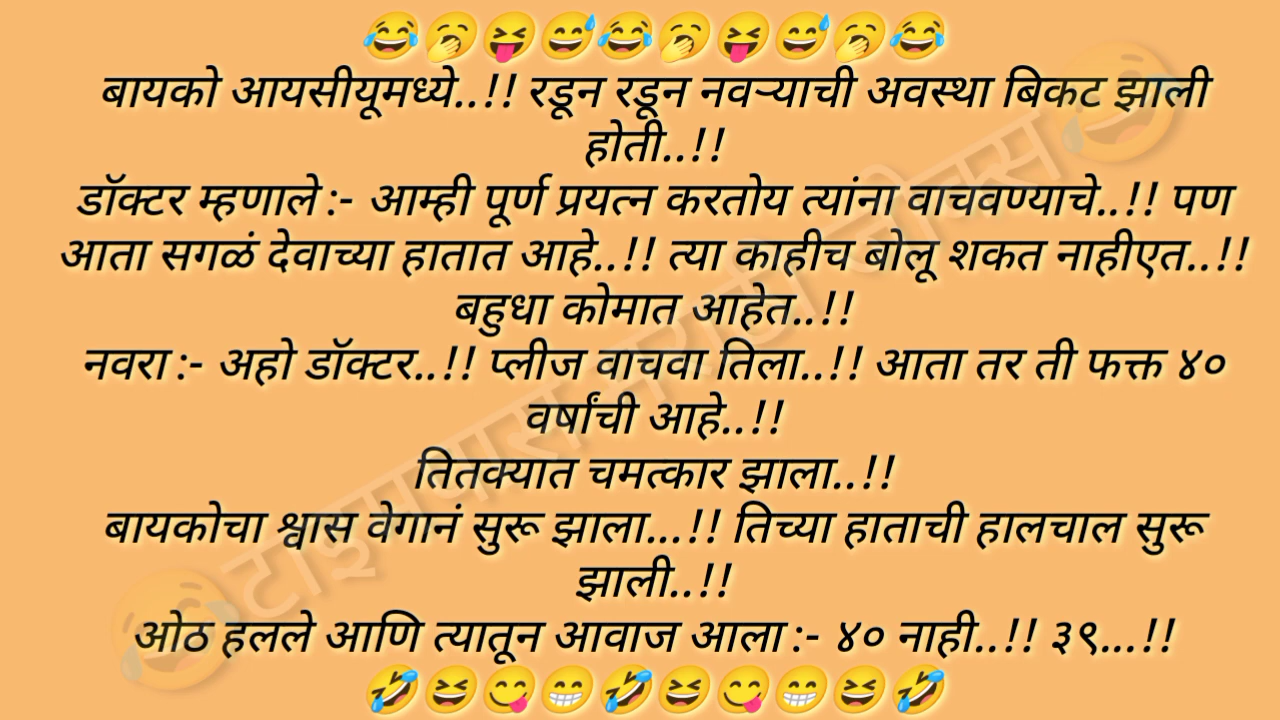 😂🥱😝😅😂🥱😝😅🥱😂
बायको आयसीयूमध्ये..!! रडून रडून नवऱ्याची अवस्था बिकट झाली
होती..!!
डॉक्टर म्हणाले :- आम्ही पूर्ण प्रयत्न करतोय त्यांना वाचवण्याचे..!! पण
आता सगळं देवाच्या हातात आहे..!! त्या काहीच बोलू शकत नाहीएत..!!
बहुधा कोमात आहेत..!!
नवरा :- अहो डॉक्टर..!! प्लीज वाचवा तिला..!! आता तर ती फक्त ४०
वर्षांची आहे..!!
तितक्यात चमत्कार झाला..!!
बायकोचा श्वास वेगानं सुरू झाला...!! तिच्या हाताची हालचाल सुरू
झाली..!!
ओठ हलले आणि त्यातून आवाज आला :- ४० नाही..!! ३९...!!
🤣😆😋😁🤣😆😋😁😆🤣
😂टाइमपास मराठी जोक्स😂